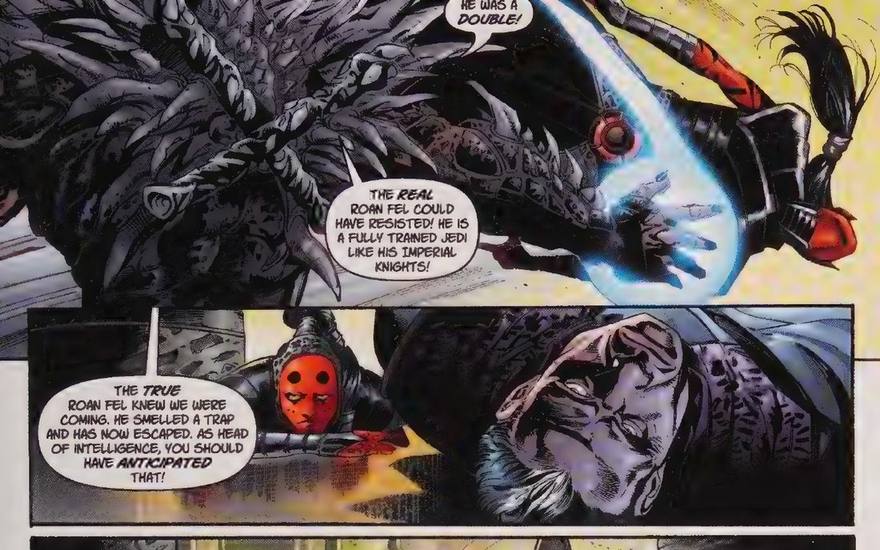 HE WAS A
DOUBLE!
THE REAL
ROAN FEL COULD
HAVE RESISTED! HE IS
A FULLY TRAINED JEDI
LIKE HIS IMPERIAL
KNIGHTS!
THE TRUE
ROAN FEL KNEW WE WERE
COMING. HE SMELLED A TRAP
AND HAS NOW ESCAPED. AS HEAD
OF INTELLIGENCE, YOU SHOULD
HAVE ANTICIPATED
THAT!